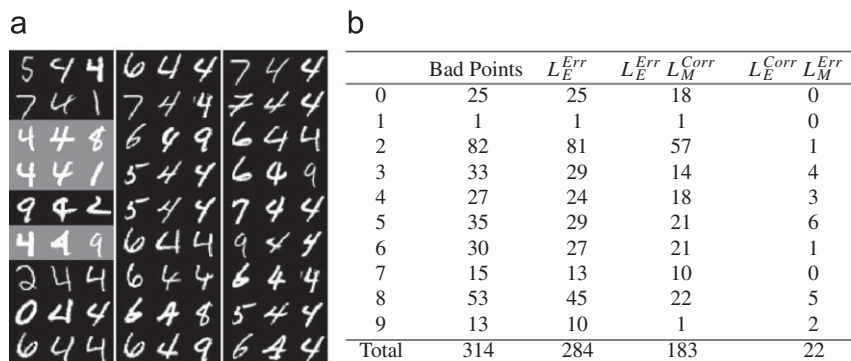 a
5 4 4 6 4 4 7 4 4
7 4 1 7 4 4 7 4 4
4 4 8 6 4 9 6 4 4
4 4 1 5 4 4 6 4 9
9 4 2 5 4 4 7 4 4
4 4 9 6 4 4 9 4 4
2 4 4 6 4 4 6 4 4
0 4 4 6 4 8 5 4 4
6 4 4 6 4 9 6 4 4
b
Bad Points L_E^Err L_E^Err L_M^Corr L_E^Corr L_M^Err
0 25 25 18 0
1 1 1 1 0
2 82 81 57 1
3 33 29 14 4
4 27 24 18 3
5 35 29 21 6
6 30 27 21 1
7 15 13 10 0
8 53 45 22 5
9 13 10 1 2
Total 314 284 183 22